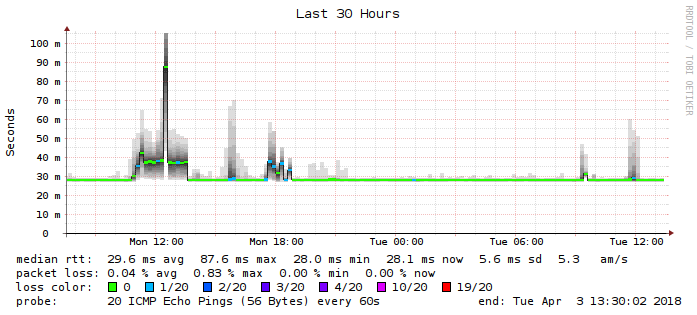 Last 30 Hours
RRDTOOL / TOBI OETIKER
Seconds
100 m
90 m
80 m
70 m
60 m
50 m
40 m
30 m
20 m
10 m
0
Mon 12:00 Mon 18:00 Tue 00:00 Tue 06:00 Tue 12:00
median rtt: 29.6 ms avg 87.6 ms max 28.0 ms min 28.1 ms now 5.6 ms sd 5.3 am/s
packet loss: 0.04 % avg 0.83 % max 0.00 % min 0.00 % now
loss color: 0 1/20 2/20 3/20 4/20 10/20 19/20
probe: 20 ICMP Echo Pings (56 Bytes) every 60s end: Tue Apr 3 13:30:02 2018